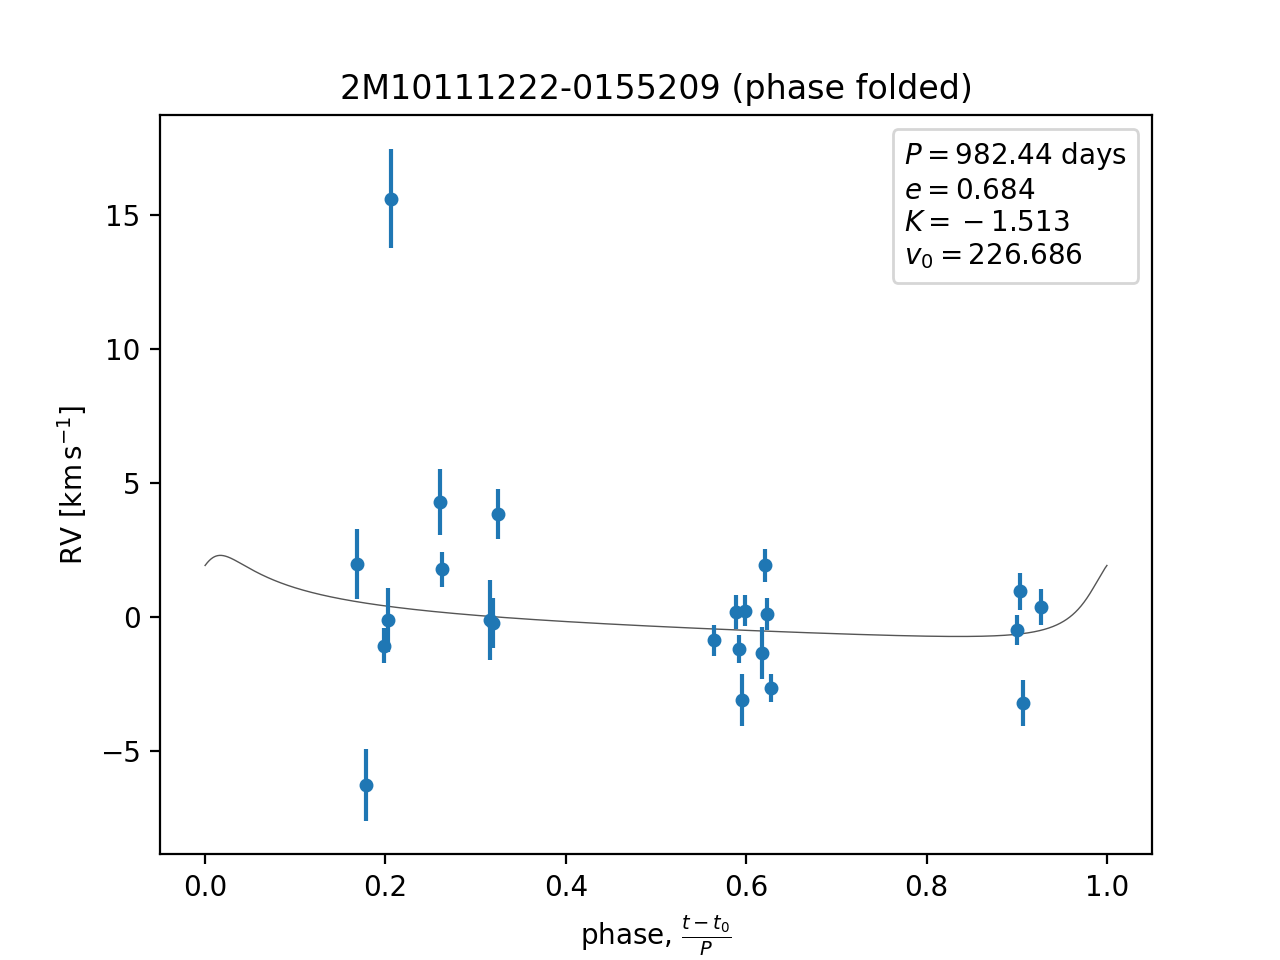 2M10111222-0155209 (phase folded)
P = 982.44 days
e = 0.684
K = −1.513
v₀ = 226.686
15
10
5
0
−5
RV [km s⁻¹]
0.0 0.2 0.4 0.6 0.8 1.0
phase, (t − t₀)/P